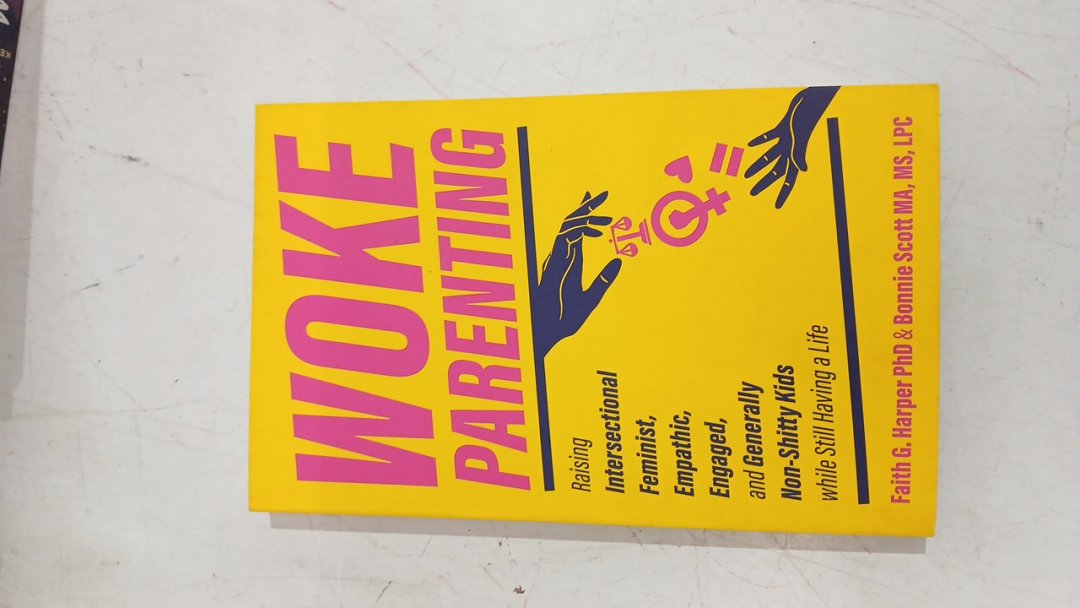 WOKE
PARENTING
Raising
Intersectional
Feminist,
Empathic,
Engaged,
and Generally
Non-Shitty Kids
while Still Having a Life
Faith G. Harper PhD & Bonnie Scott MA, MS, LPC